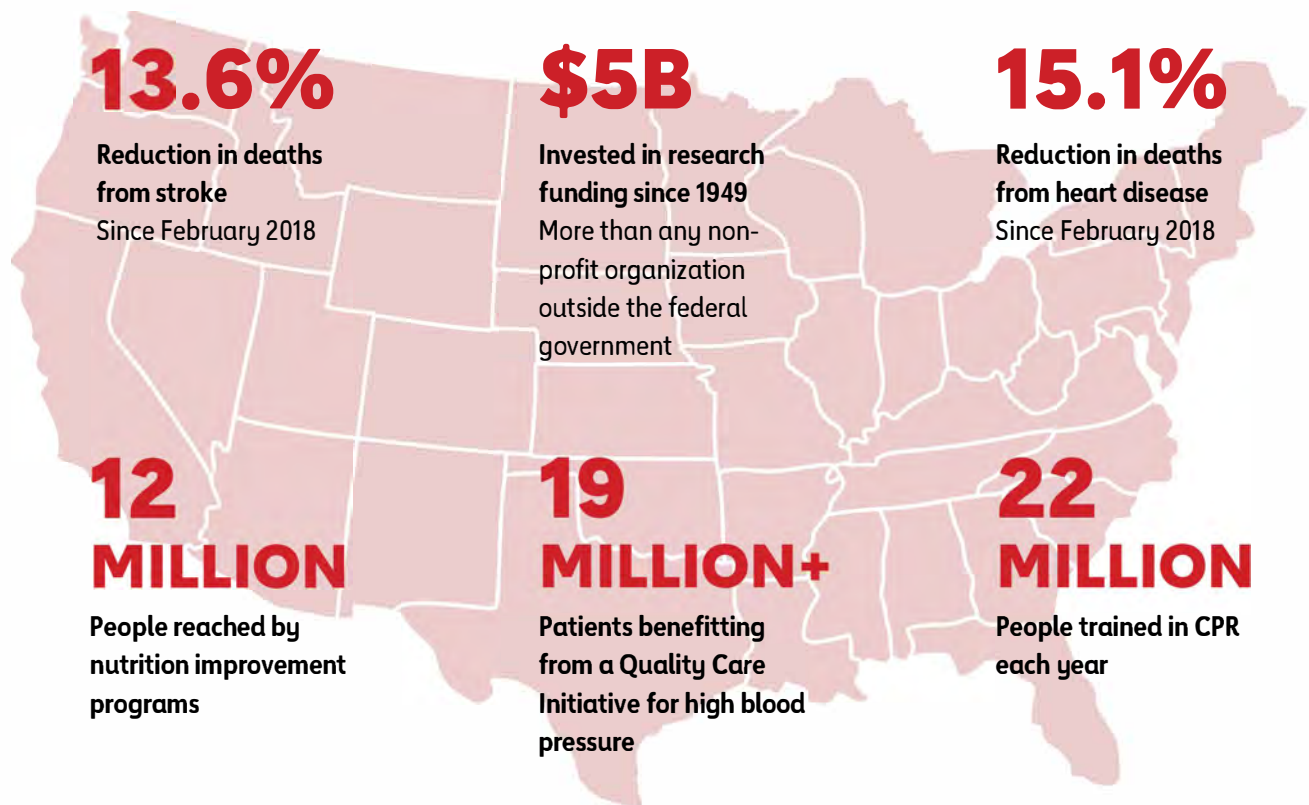 13.6%
Reduction in deaths
from stroke
Since February 2018
$5B
Invested in research
funding since 1949
More than any non-
profit organization
outside the federal
government
15.1%
Reduction in deaths
from heart disease
Since February 2018
12
MILLION
People reached by
nutrition improvement
programs
19
MILLION+
Patients benefitting
from a Quality Care
Initiative for high blood
pressure
22
MILLION
People trained in CPR
each year